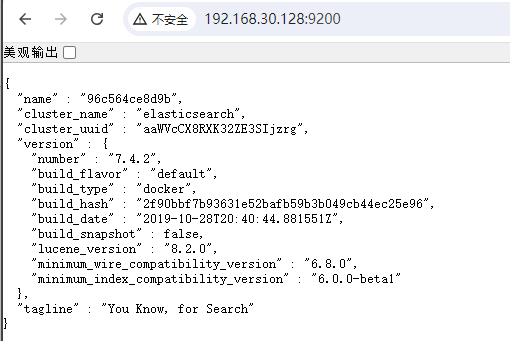 不安全 192.168.30.128:9200
美观输出
{
  "name" : "96c564ce8d9b",
  "cluster_name" : "elasticsearch",
  "cluster_uuid" : "aaWVcCX8RXK32ZE3SIjzrg",
  "version" : {
    "number" : "7.4.2",
    "build_flavor" : "default",
    "build_type" : "docker",
    "build_hash" : "2f90bbf7b93631e52bafb59b3b049cb44ec25e96",
    "build_date" : "2019-10-28T20:40:44.881551Z",
    "build_snapshot" : false,
    "lucene_version" : "8.2.0",
    "minimum_wire_compatibility_version" : "6.8.0",
    "minimum_index_compatibility_version" : "6.0.0-beta1"
  },
  "tagline" : "You Know, for Search"
}